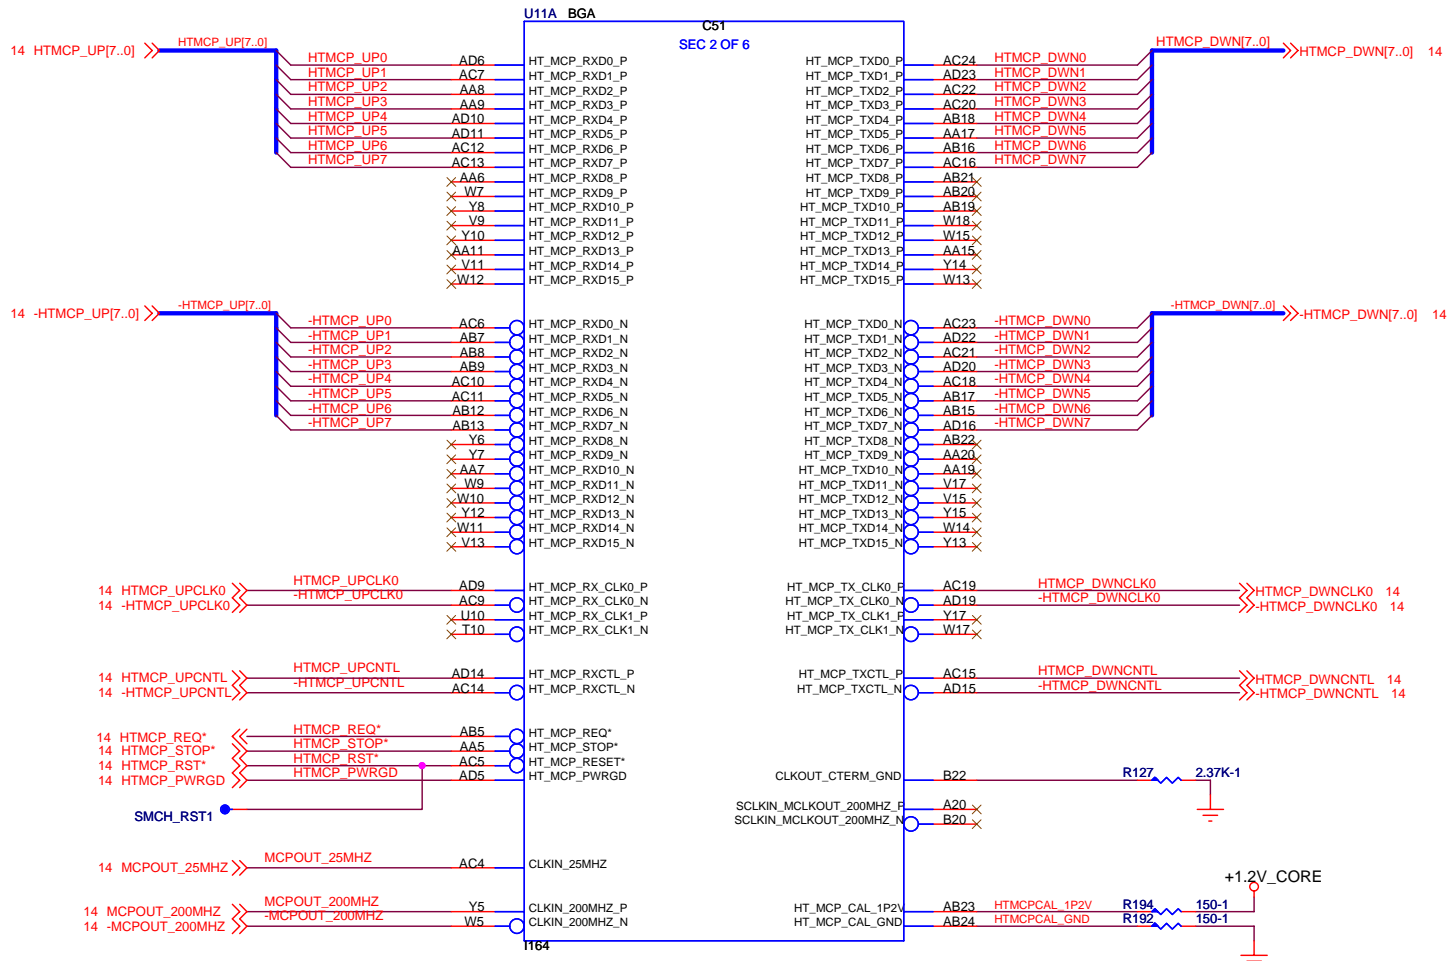 U11A BGA
C51
SEC 2 OF 6
14 HTMCP_UP[7..0] HTMCP_UP[7..0] HTMCP_DWN[7..0] HTMCP_DWN[7..0] 14
HTMCP_UP0 AD6 HT_MCP_RXD0_P HT_MCP_TXD0_P AC24 HTMCP_DWN0
HTMCP_UP1 AC7 HT_MCP_RXD1_P HT_MCP_TXD1_P AD23 HTMCP_DWN1
HTMCP_UP2 AA8 HT_MCP_RXD2_P HT_MCP_TXD2_P AC22 HTMCP_DWN2
HTMCP_UP3 AA9 HT_MCP_RXD3_P HT_MCP_TXD3_P AC20 HTMCP_DWN3
HTMCP_UP4 AD10 HT_MCP_RXD4_P HT_MCP_TXD4_P AB18 HTMCP_DWN4
HTMCP_UP5 AD11 HT_MCP_RXD5_P HT_MCP_TXD5_P AA17 HTMCP_DWN5
HTMCP_UP6 AC12 HT_MCP_RXD6_P HT_MCP_TXD6_P AB16 HTMCP_DWN6
HTMCP_UP7 AC13 HT_MCP_RXD7_P HT_MCP_TXD7_P AC16 HTMCP_DWN7
AA6 HT_MCP_RXD8_P HT_MCP_TXD8_P AB21
W7 HT_MCP_RXD9_P HT_MCP_TXD9_P AB20
Y8 HT_MCP_RXD10_P HT_MCP_TXD10_P AB19
V9 HT_MCP_RXD11_P HT_MCP_TXD11_P W18
Y10 HT_MCP_RXD12_P HT_MCP_TXD12_P W15
AA11 HT_MCP_RXD13_P HT_MCP_TXD13_P AA15
V11 HT_MCP_RXD14_P HT_MCP_TXD14_P Y14
W12 HT_MCP_RXD15_P HT_MCP_TXD15_P W13
14 -HTMCP_UP[7..0] -HTMCP_UP[7..0] -HTMCP_DWN[7..0] -HTMCP_DWN[7..0] 14
-HTMCP_UP0 AC6 HT_MCP_RXD0_N HT_MCP_TXD0_N AC23 -HTMCP_DWN0
-HTMCP_UP1 AB7 HT_MCP_RXD1_N HT_MCP_TXD1_N AD22 -HTMCP_DWN1
-HTMCP_UP2 AB8 HT_MCP_RXD2_N HT_MCP_TXD2_N AC21 -HTMCP_DWN2
-HTMCP_UP3 AB9 HT_MCP_RXD3_N HT_MCP_TXD3_N AD20 -HTMCP_DWN3
-HTMCP_UP4 AC10 HT_MCP_RXD4_N HT_MCP_TXD4_N AC18 -HTMCP_DWN4
-HTMCP_UP5 AC11 HT_MCP_RXD5_N HT_MCP_TXD5_N AB17 -HTMCP_DWN5
-HTMCP_UP6 AB12 HT_MCP_RXD6_N HT_MCP_TXD6_N AB15 -HTMCP_DWN6
-HTMCP_UP7 AB13 HT_MCP_RXD7_N HT_MCP_TXD7_N AD16 -HTMCP_DWN7
Y6 HT_MCP_RXD8_N HT_MCP_TXD8_N AB22
Y7 HT_MCP_RXD9_N HT_MCP_TXD9_N AA20
AA7 HT_MCP_RXD10_N HT_MCP_TXD10_N AA19
W9 HT_MCP_RXD11_N HT_MCP_TXD11_N V17
W10 HT_MCP_RXD12_N HT_MCP_TXD12_N V15
Y12 HT_MCP_RXD13_N HT_MCP_TXD13_N Y15
W11 HT_MCP_RXD14_N HT_MCP_TXD14_N W14
V13 HT_MCP_RXD15_N HT_MCP_TXD15_N Y13
14 HTMCP_UPCLK0 HTMCP_UPCLK0 AD9 HT_MCP_RX_CLK0_P HT_MCP_TX_CLK0_P AC19 HTMCP_DWNCLK0 HTMCP_DWNCLK0 14
14 -HTMCP_UPCLK0 -HTMCP_UPCLK0 AC9 HT_MCP_RX_CLK0_N HT_MCP_TX_CLK0_N AD19 -HTMCP_DWNCLK0 -HTMCP_DWNCLK0 14
U10 HT_MCP_RX_CLK1_P HT_MCP_TX_CLK1_P Y17
T10 HT_MCP_RX_CLK1_N HT_MCP_TX_CLK1_N W17
14 HTMCP_UPCNTL HTMCP_UPCNTL AD14 HT_MCP_RXCTL_P HT_MCP_TXCTL_P AC15 HTMCP_DWNCNTL HTMCP_DWNCNTL 14
14 -HTMCP_UPCNTL -HTMCP_UPCNTL AC14 HT_MCP_RXCTL_N HT_MCP_TXCTL_N AD15 -HTMCP_DWNCNTL -HTMCP_DWNCNTL 14
14 HTMCP_REQ* HTMCP_REQ* AB5 HT_MCP_REQ*
14 HTMCP_STOP* HTMCP_STOP* AA5 HT_MCP_STOP*
14 HTMCP_RST* HTMCP_RST* AC5 HT_MCP_RESET*
14 HTMCP_PWRGD HTMCP_PWRGD AD5 HT_MCP_PWRGD CLKOUT_CTERM_GND B22 R127 2.37K-1
SMCH_RST1 SCLKIN_MCLKOUT_200MHZ_P A20
SCLKIN_MCLKOUT_200MHZ_N B20
14 MCPOUT_25MHZ MCPOUT_25MHZ AC4 CLKIN_25MHZ
+1.2V_CORE
14 MCPOUT_200MHZ MCPOUT_200MHZ Y5 CLKIN_200MHZ_P HT_MCP_CAL_1P2V AB23 HTMCPCAL_1P2V R194 150-1
14 -MCPOUT_200MHZ -MCPOUT_200MHZ W5 CLKIN_200MHZ_N HT_MCP_CAL_GND AB24 HTMCPCAL_GND R192 150-1
I164